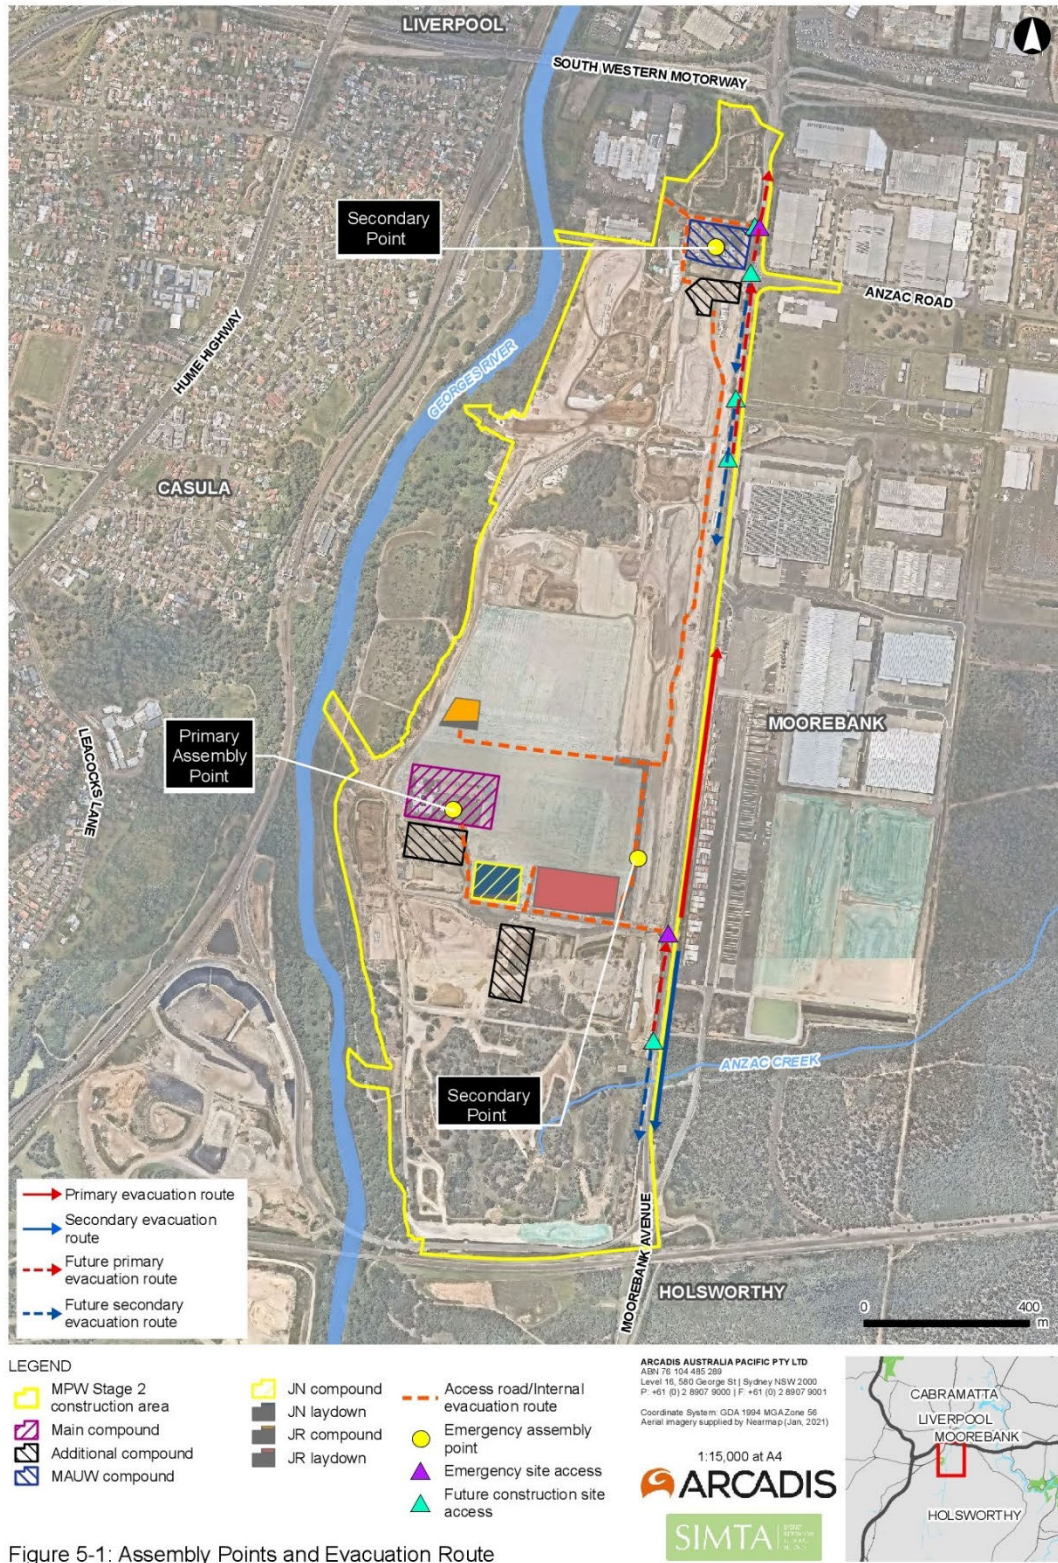 LIVERPOOL
SOUTH WESTERN MOTORWAY
Secondary
Point
ANZAC ROAD
HUME HIGHWAY
GEORGES RIVER
CASULA
LEACOCKS LANE
Primary
Assembly
Point
MOOREBANK
ANZAC CREEK
Secondary
Point
MOOREBANK AVENUE
HOLSWORTHY
0 400
m
Primary evacuation route
Secondary evacuation
route
Future primary
evacuation route
Future secondary
evacuation route
LEGEND
MPW Stage 2
construction area
Main compound
Additional compound
MAUW compound
JN compound
JN laydown
JR compound
JR laydown
Access road/Internal
evacuation route
Emergency assembly
point
Emergency site access
Future construction site
access
ARCADIS AUSTRALIA PACIFIC PTY LTD
ABN 76 104 485 289
Level 16, 580 George St | Sydney NSW 2000
P: +61 (0) 2 8907 9000 | F: +61 (0) 2 8907 9001
Coordinate System: GDA 1994 MGA Zone 56
Aerial imagery supplied by Nearmap (Jan, 2021)
1:15,000 at A4
ARCADIS
SIMTA
CABRAMATTA
LIVERPOOL
MOOREBANK
HOLSWORTHY
Figure 5-1: Assembly Points and Evacuation Route